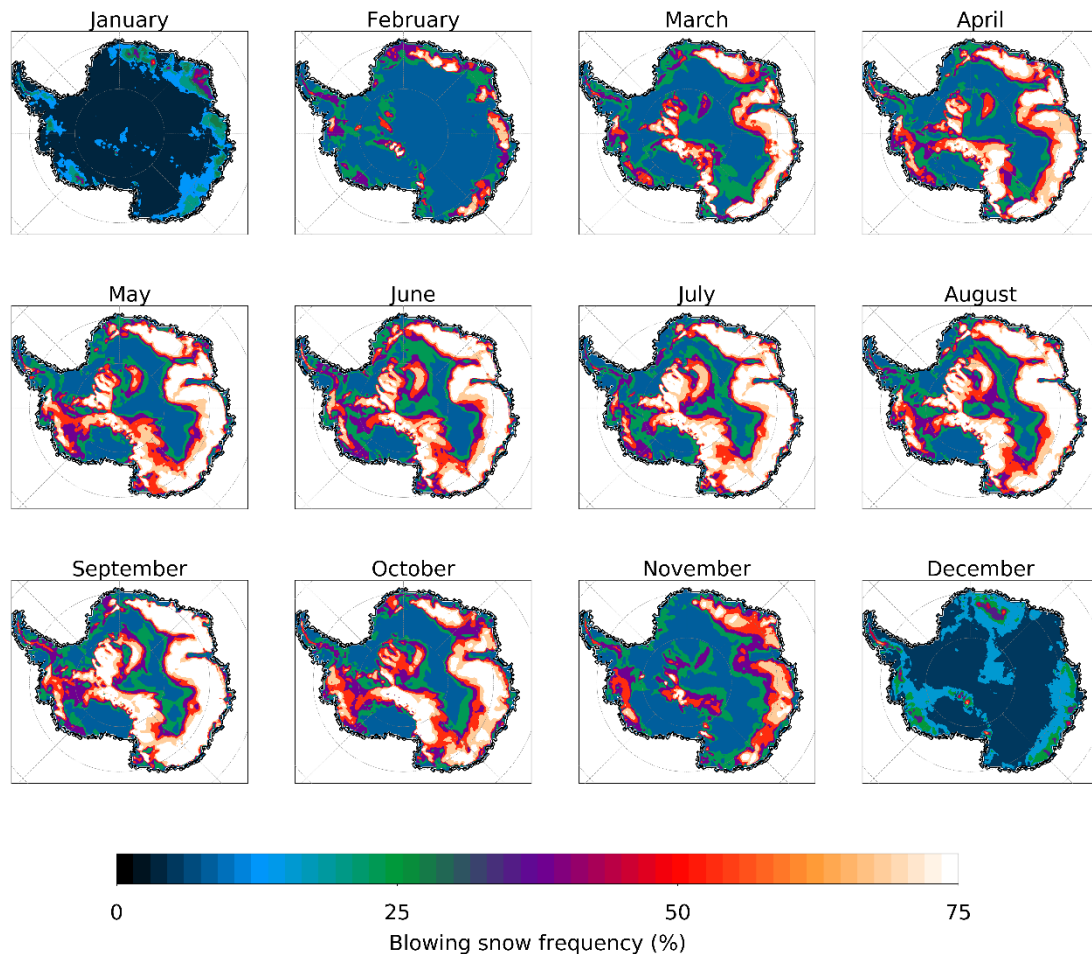 January February March April
May June July August
September October November December
0 25 50 75
Blowing snow frequency (%)